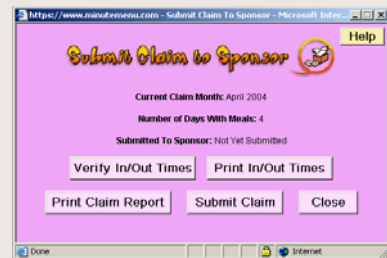 https://www.minutemenu.com - Submit Claim To Sponsor - Microsoft Inter...
Help
Submit Claim to Sponsor
Current Claim Month: April 2004
Number of Days With Meals: 4
Submitted To Sponsor: Not Yet Submitted
Verify In/Out Times Print In/Out Times
Print Claim Report Submit Claim Close
Done Internet